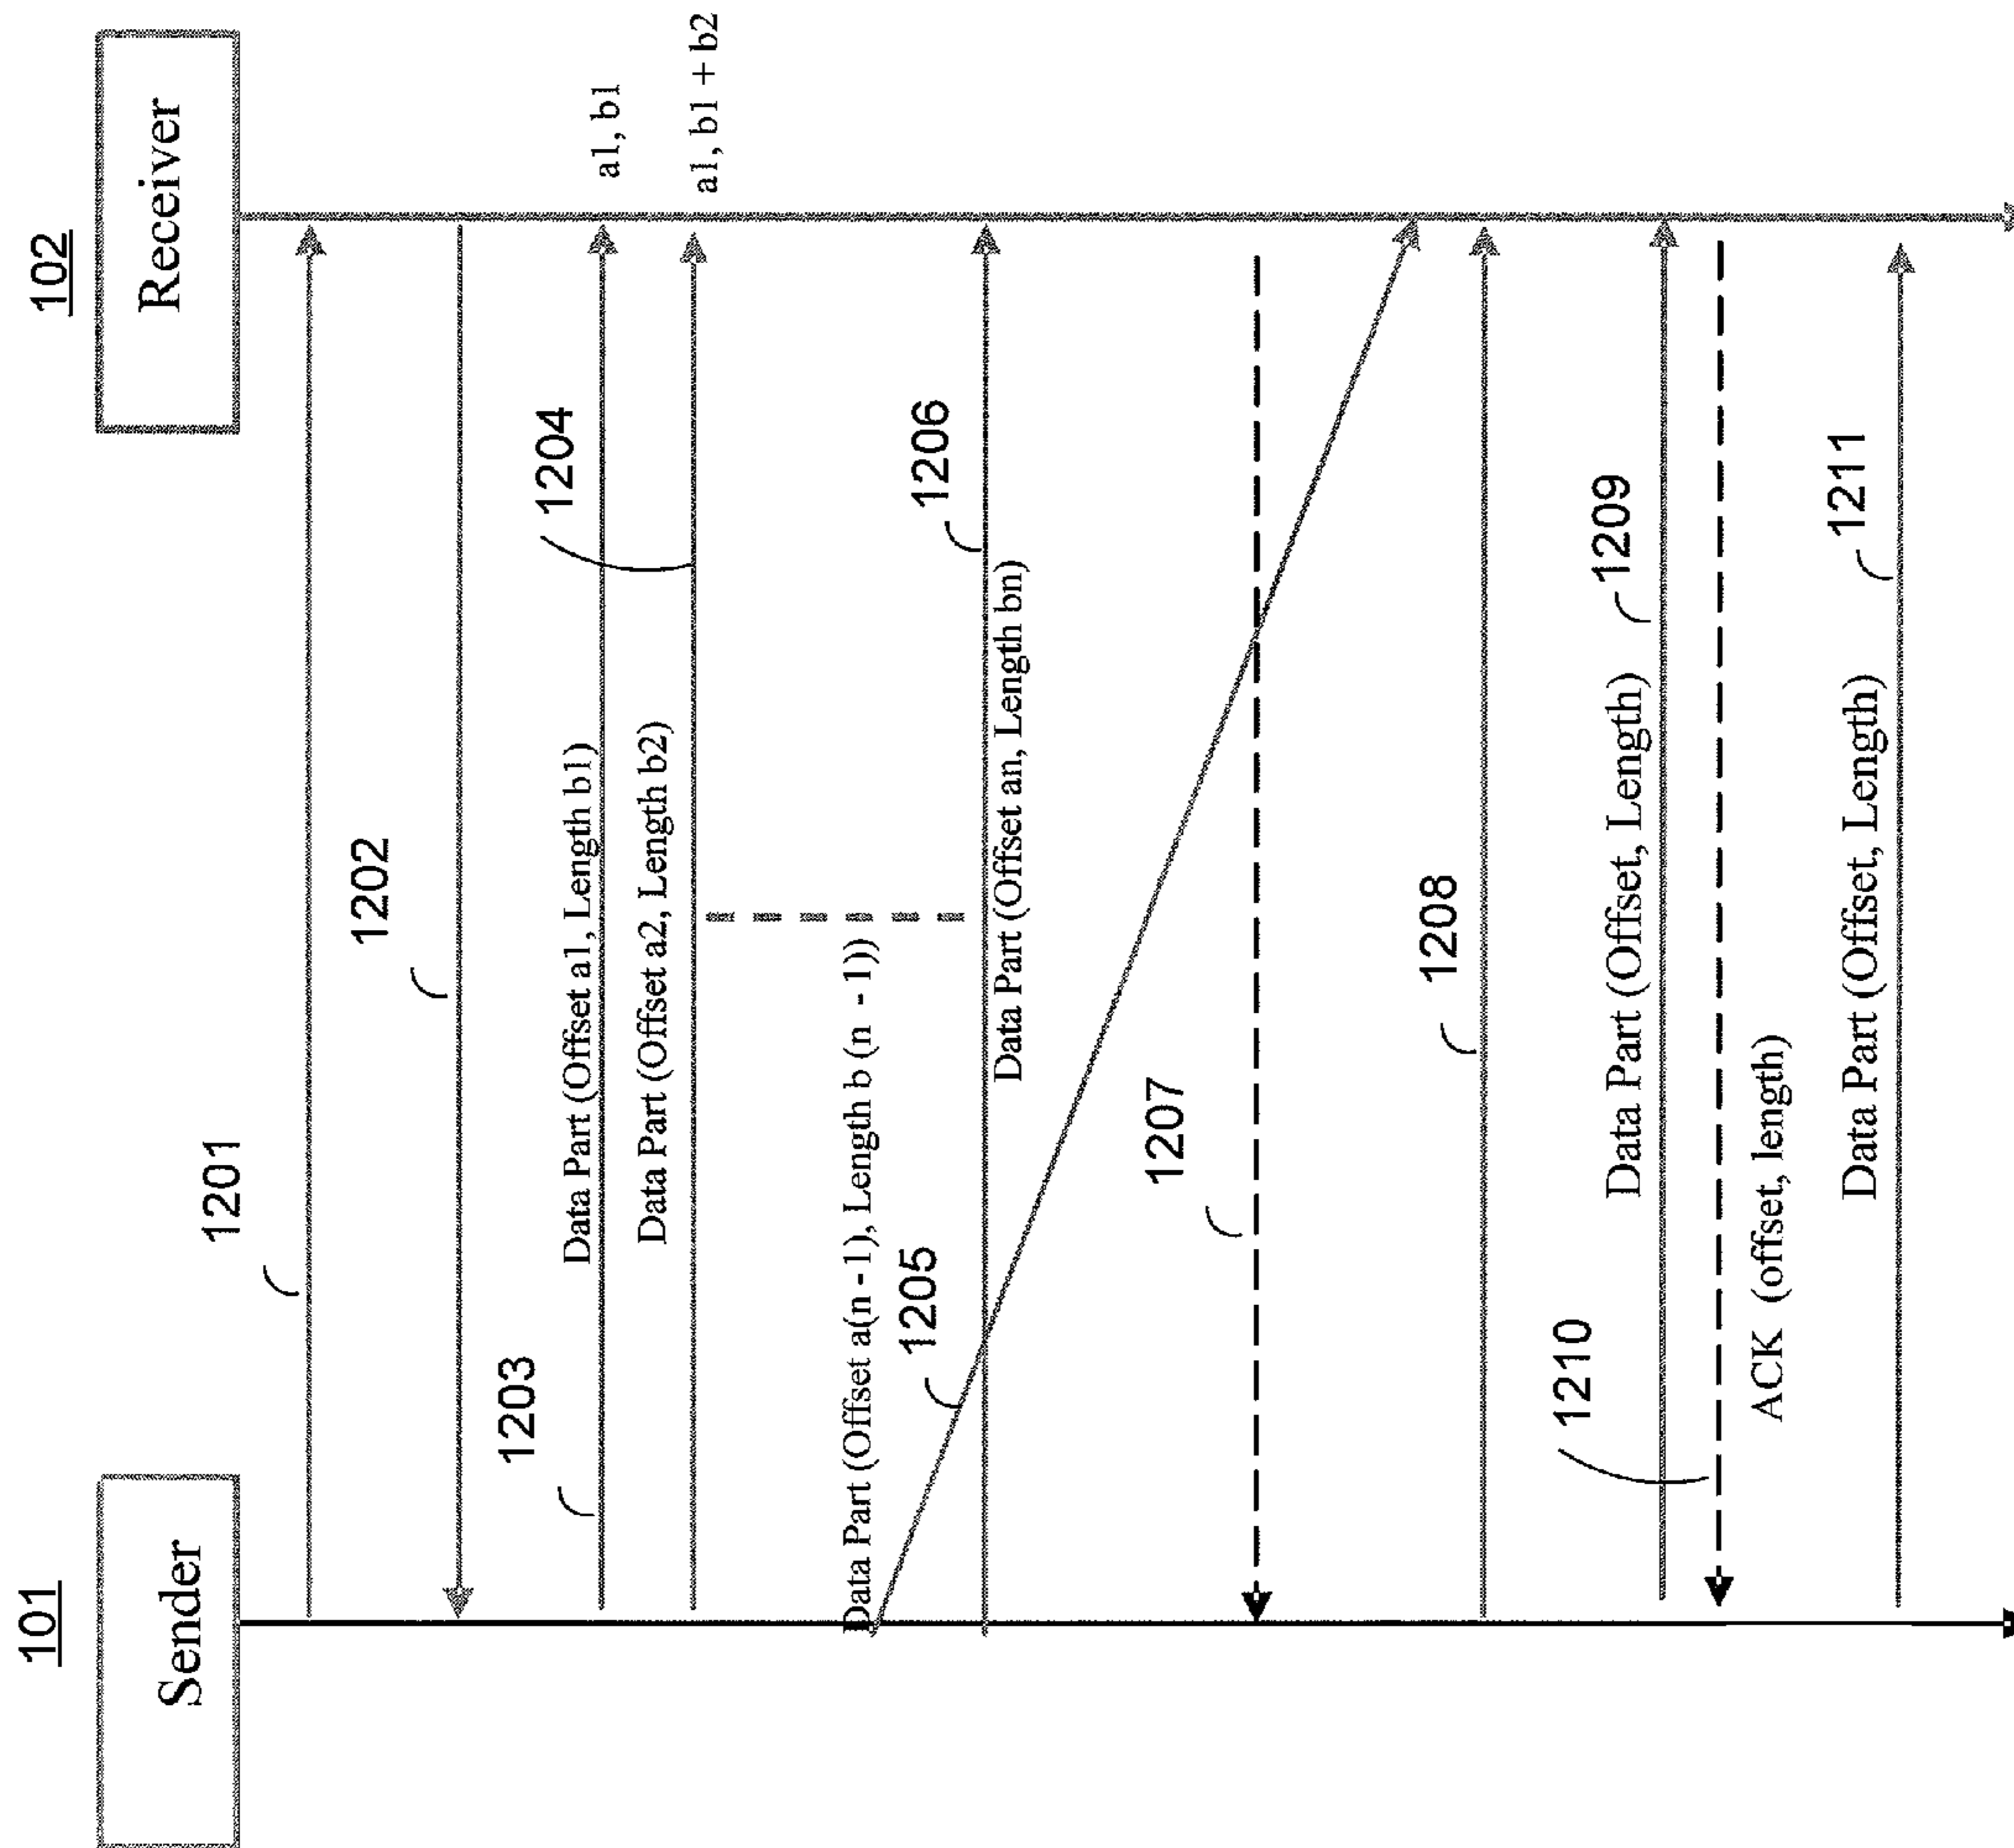 101
Sender
102
Receiver
1201
1202
1203
Data Part (Offset a1, Length b1)
a1, b1
Data Part (Offset a2, Length b2)
1204
a1, b1 + b2
Data Part (Offset a(n - 1), Length b (n - 1))
1205
1206
Data Part (Offset an, Length bn)
1207
1208
Data Part (Offset, Length)
1209
1210
ACK (offset, length)
Data Part (Offset, Length)
1211